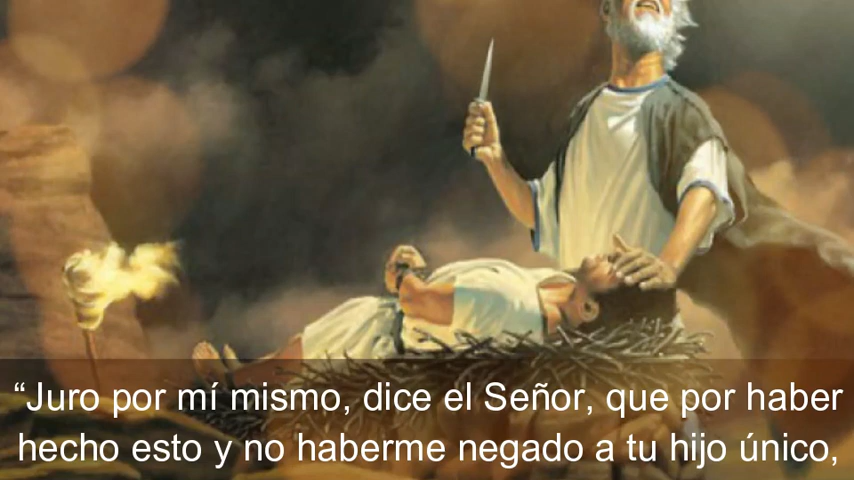 “Juro por mí mismo, dice el Señor, que por haber
hecho esto y no haberme negado a tu hijo único,